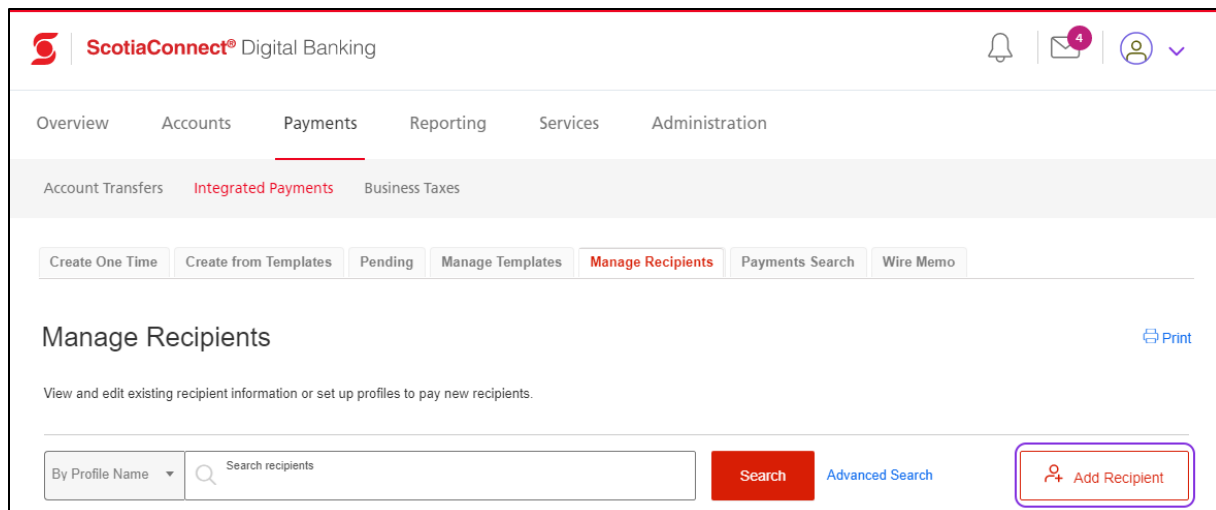 ScotiaConnect® Digital Banking
4
Overview Accounts Payments Reporting Services Administration
Account Transfers Integrated Payments Business Taxes
Create One Time Create from Templates Pending Manage Templates Manage Recipients Payments Search Wire Memo
Manage Recipients
Print
View and edit existing recipient information or set up profiles to pay new recipients.
By Profile Name Search recipients Search Advanced Search Add Recipient